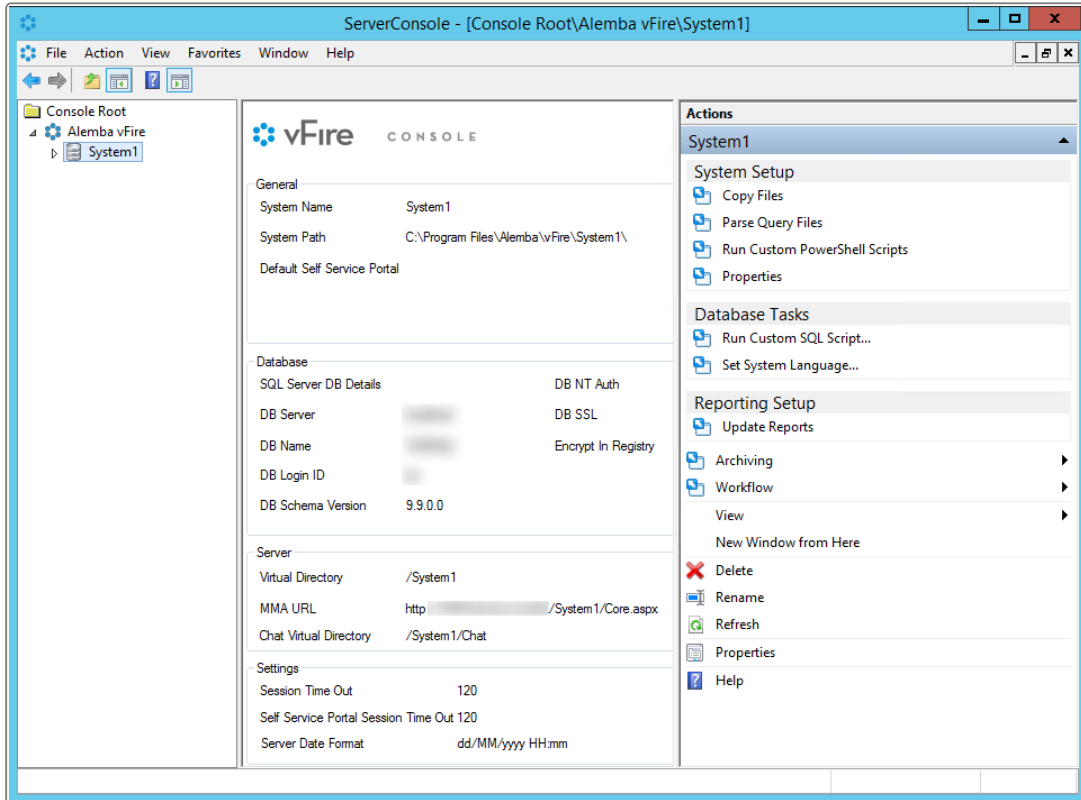 ServerConsole - [Console Root\Alemba vFire\System1]
File Action View Favorites Window Help
Console Root
Alemba vFire
System1
vFire CONSOLE
General
System Name System1
System Path C:\Program Files\Alemba\vFire\System1\
Default Self Service Portal
Database
SQL Server DB Details DB NT Auth
DB Server DB SSL
DB Name Encrypt In Registry
DB Login ID
DB Schema Version 9.9.0.0
Server
Virtual Directory /System1
MMA URL http /System1/Core.aspx
Chat Virtual Directory /System1/Chat
Settings
Session Time Out 120
Self Service Portal Session Time Out 120
Server Date Format dd/MM/yyyy HH:mm
Actions
System1
System Setup
Copy Files
Parse Query Files
Run Custom PowerShell Scripts
Properties
Database Tasks
Run Custom SQL Script...
Set System Language...
Reporting Setup
Update Reports
Archiving
Workflow
View
New Window from Here
Delete
Rename
Refresh
Properties
Help